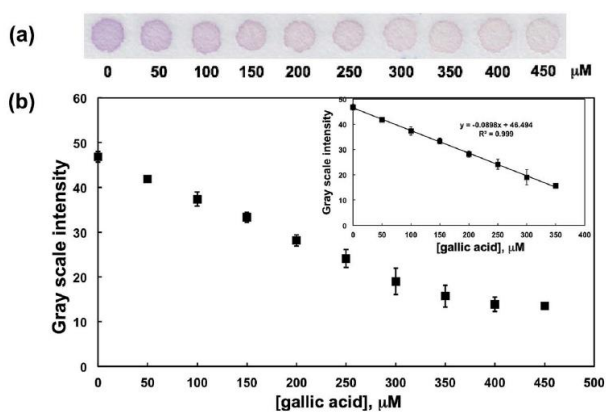 (a)
0 50 100 150 200 250 300 350 400 450 μM
(b)
Gray scale intensity
60
50
40
30
20
10
0
0 50 100 150 200 250 300 350 400 450 500
[gallic acid], μM
Gray scale intensity
50
40
30
20
10
0
y = -0.0898x + 46.494
R² = 0.999
0 50 100 150 200 250 300 350 400
[gallic acid], μM